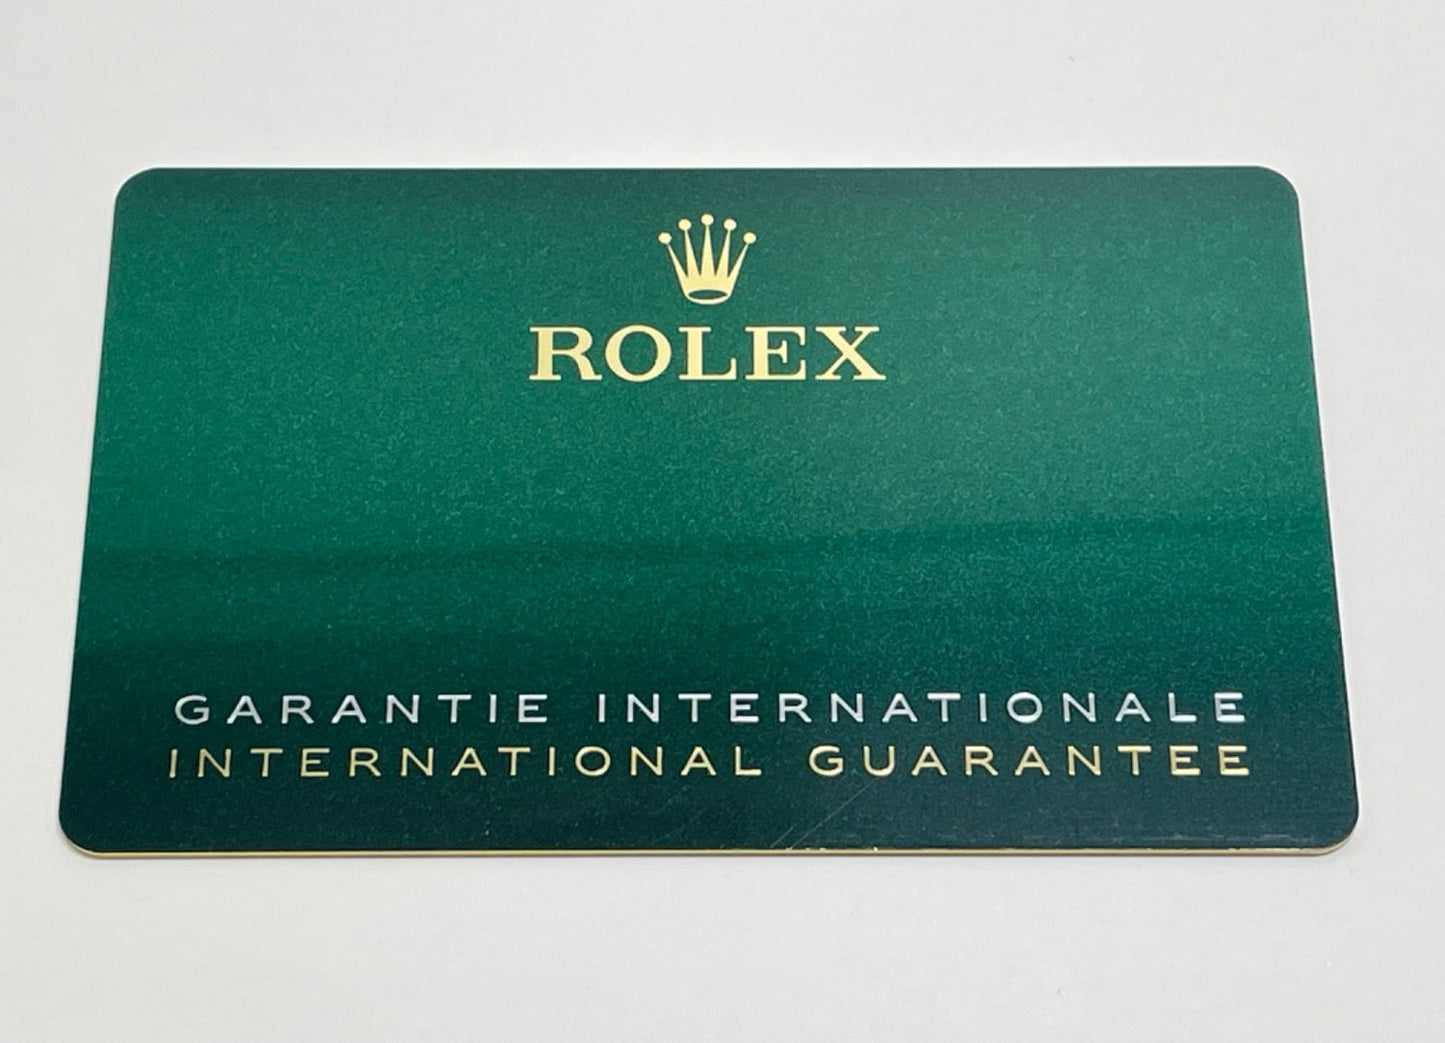 ROLEX
GARANTIE INTERNATIONALE
INTERNATIONAL GUARANTEE